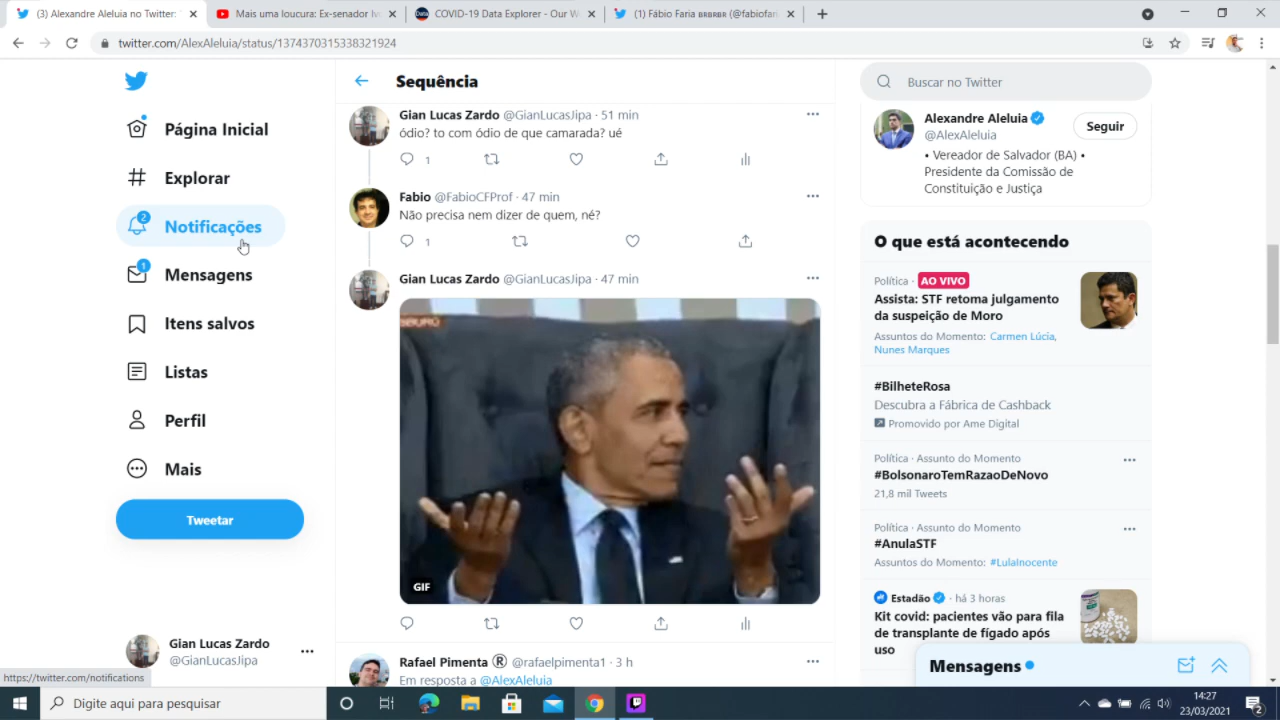 (3) Alexandre Aleluia no Twitter:
Mais uma loucura: Ex-senador Iv
COVID-19 Data Explorer - Our W
(1) Fábio Faria ʙʀʙʀʙʀ (@fabiofari
twitter.com/AlexAleluia/status/1374370315338321924
Página Inicial
Explorar
2
Notificações
1
Mensagens
Itens salvos
Listas
Perfil
Mais
Tweetar
Gian Lucas Zardo
@GianLucasJipa
https://twitter.com/notifications
Sequência
Gian Lucas Zardo @GianLucasJipa · 51 min
ódio? to com ódio de que camarada? ué
1
Fabio @FabioCFProf · 47 min
Não precisa nem dizer de quem, né?
1
Gian Lucas Zardo @GianLucasJipa · 47 min
GIF
Rafael Pimenta ® @rafaelpimenta1 · 3 h
Em resposta a @AlexAleluia
Buscar no Twitter
Alexandre Aleluia
@AlexAleluia
Seguir
• Vereador de Salvador (BA) •
Presidente da Comissão de
Constituição e Justiça
O que está acontecendo
Política · AO VIVO
Assista: STF retoma julgamento
da suspeição de Moro
Assuntos do Momento: Carmen Lúcia,
Nunes Marques
#BilheteRosa
Descubra a Fábrica de Cashback
Promovido por Ame Digital
Política · Assunto do Momento
#BolsonaroTemRazaoDeNovo
21,8 mil Tweets
Política · Assunto do Momento
#AnulaSTF
Assuntos do Momento: #LulaInocente
Estadão · há 3 horas
Kit covid: pacientes vão para fila
de transplante de fígado após
uso
Mensagens
Digite aqui para pesquisar
14:27
23/03/2021
2